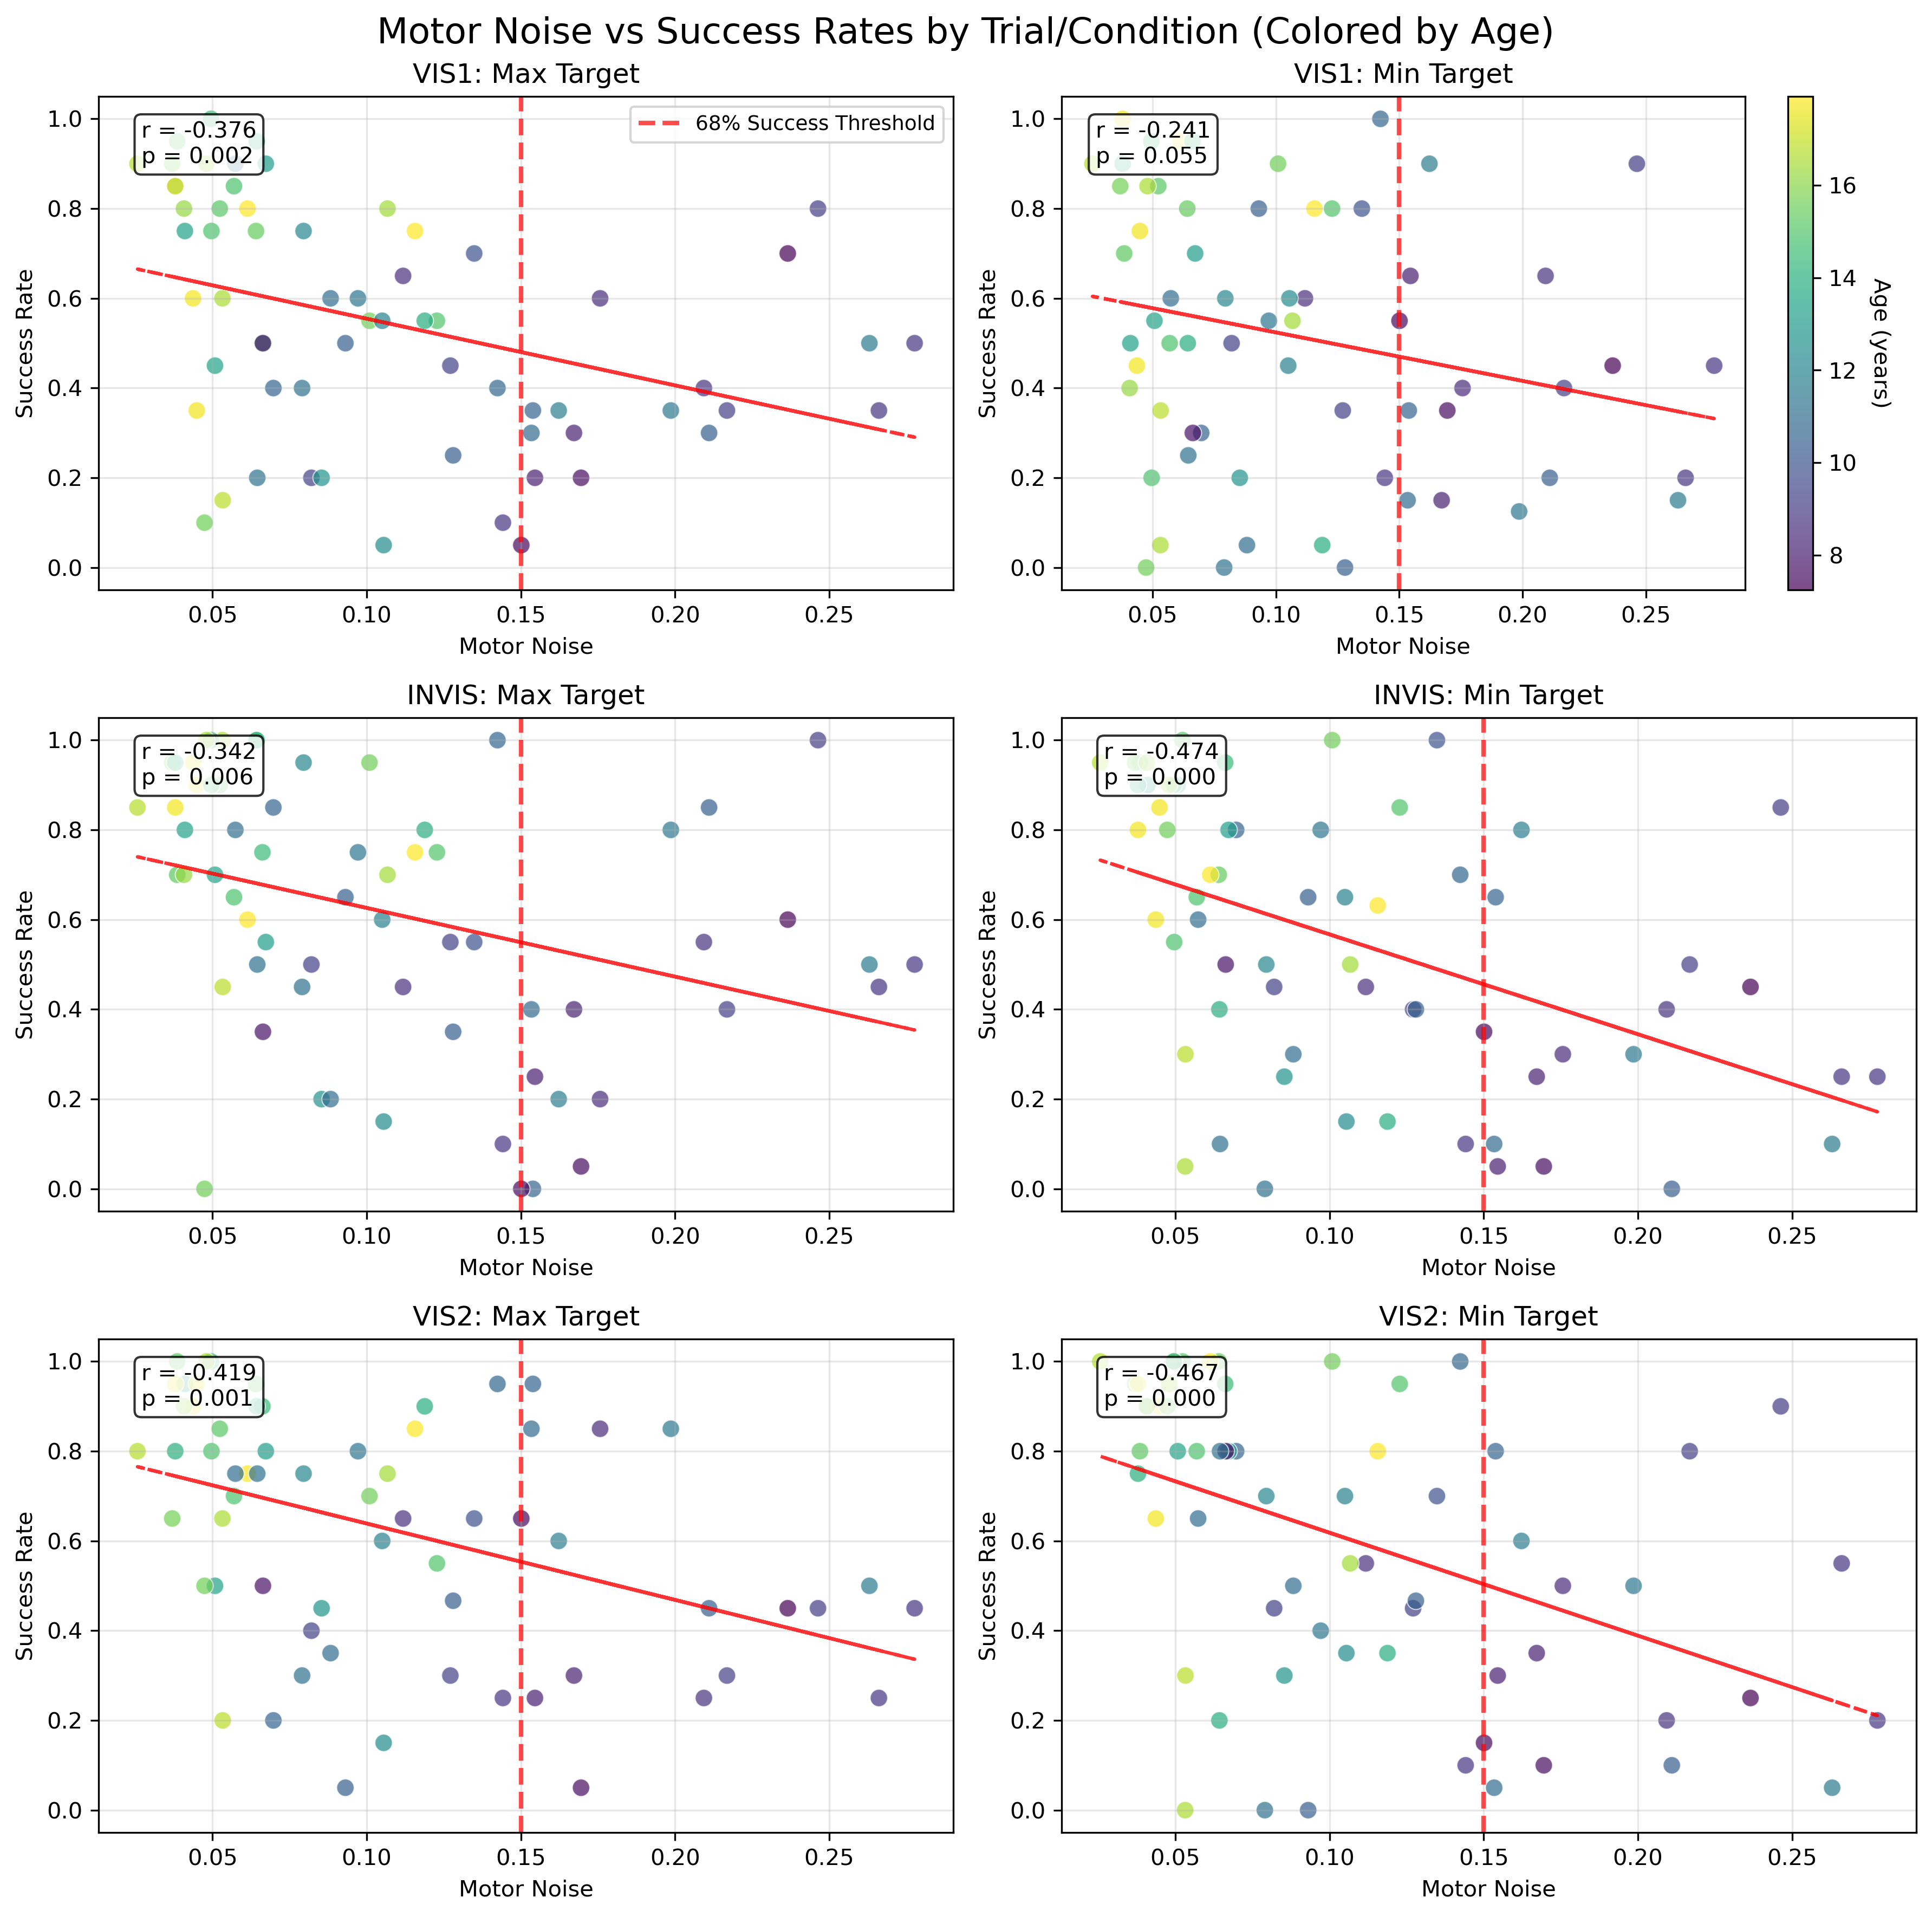 Motor Noise vs Success Rates by Trial/Condition (Colored by Age)
VIS1: Max Target
r = -0.376
p = 0.002
68% Success Threshold
1.0
0.8
0.6
0.4
0.2
0.0
Success Rate
0.05 0.10 0.15 0.20 0.25
Motor Noise
VIS1: Min Target
r = -0.241
p = 0.055
1.0
0.8
0.6
0.4
0.2
0.0
Success Rate
0.05 0.10 0.15 0.20 0.25
Motor Noise
16
14
12
10
8
Age (years)
INVIS: Max Target
r = -0.342
p = 0.006
1.0
0.8
0.6
0.4
0.2
0.0
Success Rate
0.05 0.10 0.15 0.20 0.25
Motor Noise
INVIS: Min Target
r = -0.474
p = 0.000
1.0
0.8
0.6
0.4
0.2
0.0
Success Rate
0.05 0.10 0.15 0.20 0.25
Motor Noise
VIS2: Max Target
r = -0.419
p = 0.001
1.0
0.8
0.6
0.4
0.2
0.0
Success Rate
0.05 0.10 0.15 0.20 0.25
Motor Noise
VIS2: Min Target
r = -0.467
p = 0.000
1.0
0.8
0.6
0.4
0.2
0.0
Success Rate
0.05 0.10 0.15 0.20 0.25
Motor Noise